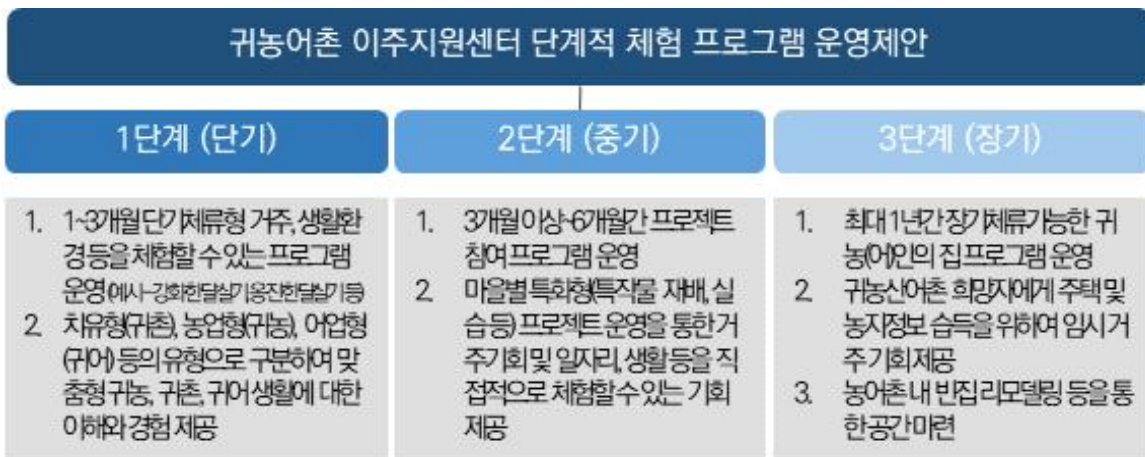 귀농어촌 이주지원센터 단계적 체험 프로그램 운영제안
1단계 (단기)
1. 1~3개월 단기체류형 거주, 생활환
경 등을 체험할 수 있는 프로그램
운영(예시-강화한달살기 옹진한달살기 등)
2. 치유형(귀촌), 농업형(귀농), 어업형
(귀어) 등의 유형으로 구분하여 맞
춤형 귀농, 귀촌, 귀어 생활에 대한
이해와 경험 제공
2단계 (중기)
1. 3개월 이상~6개월간 프로젝트
참여 프로그램 운영
2. 마을별 특화형(특작물 재배, 실
습 등) 프로젝트 운영을 통한 거
주기회 및 일자리, 생활 등을 직
접적으로 체험할 수 있는 기회
제공
3단계 (장기)
1. 최대 1년간 장기체류가능한 귀
농(어)인의 집 프로그램 운영
2. 귀농산어촌 희망자에게 주택 및
농지정보 습득을 위하여 임시 거
주 기회 제공
3. 농어촌 내 빈집 리모델링 등을 통
한 공간 마련